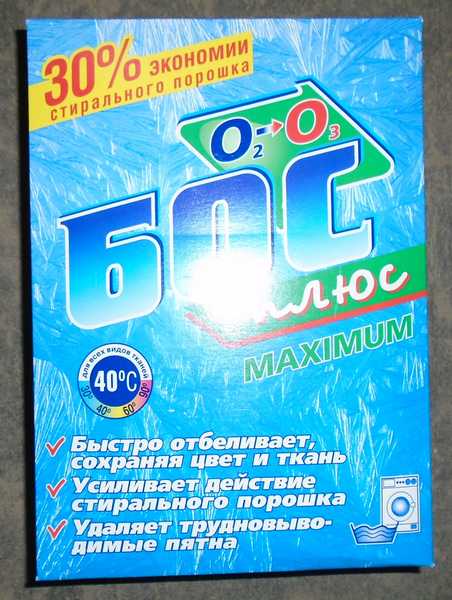 30% ЭКОНОМИИ
СТИРАЛЬНОГО ПОРОШКА
O2→O3
БОС
плюс
MAXIMUM
для всех видов тканей
40°C
30° 40° 60° 90°
Быстро отбеливает,
сохраняя цвет и ткань
Усиливает действие
стирального порошка
Удаляет трудновыво-
димые пятна